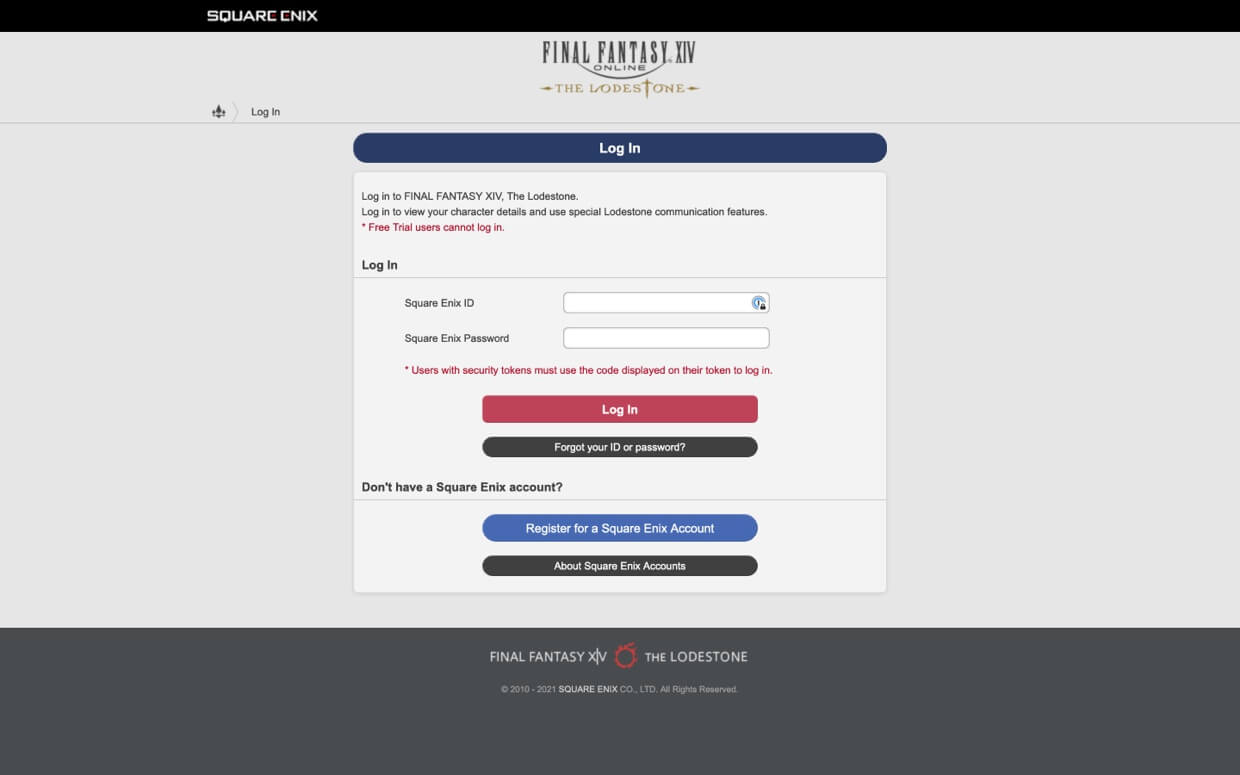 SQUARE ENIX
FINAL FANTASY XIV
ONLINE
THE LODESTONE
Log In
Log In
Log in to FINAL FANTASY XIV, The Lodestone.
Log in to view your character details and use special Lodestone communication features.
* Free Trial users cannot log in.
Log In
Square Enix ID
Square Enix Password
* Users with security tokens must use the code displayed on their token to log in.
Log In
Forgot your ID or password?
Don't have a Square Enix account?
Register for a Square Enix Account
About Square Enix Accounts
FINAL FANTASY XIV THE LODESTONE
© 2010 - 2021 SQUARE ENIX CO., LTD. All Rights Reserved.